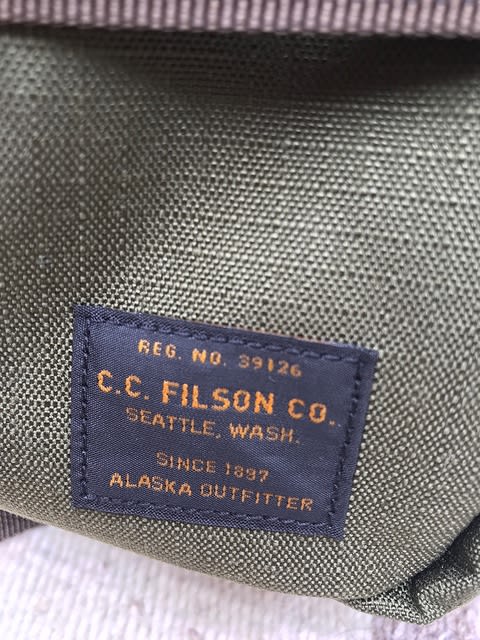 REG. NO. 39126
C.C. FILSON CO.
SEATTLE, WASH.
SINCE 1897
ALASKA OUTFITTER